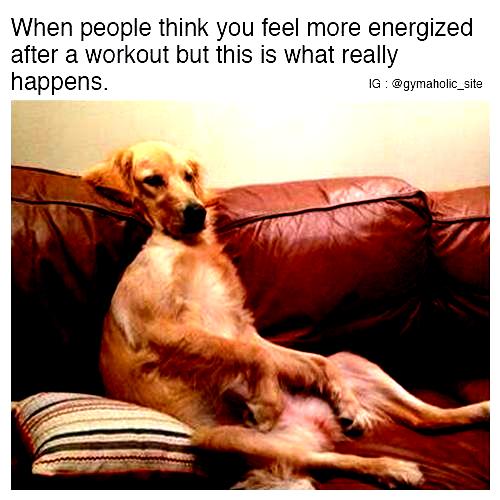 When people think you feel more energized
after a workout but this is what really
happens.
IG : @gymaholic_site